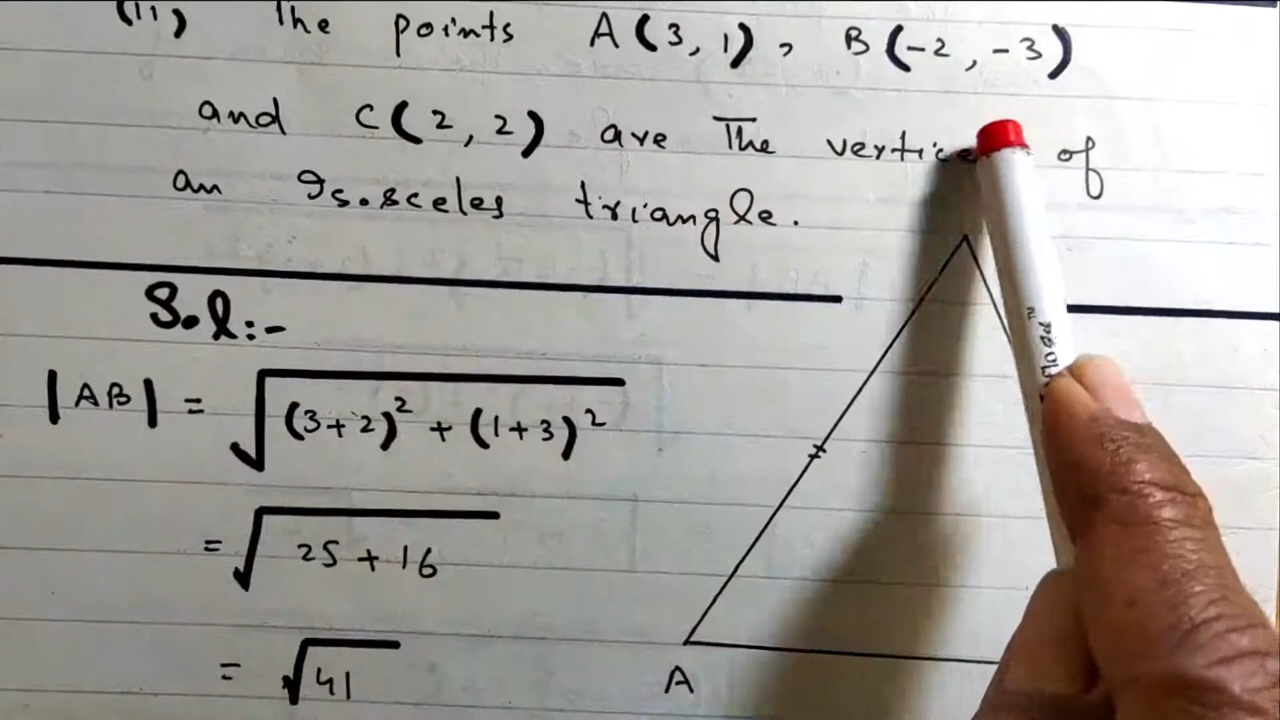 (ii) The points A(3, 1), B(-2, -3)
and C(2, 2) are The vertice of
an Isosceles triangle.
Sol:-
|AB| = √(3+2)² + (1+3)²
= √25 + 16
= √41
A